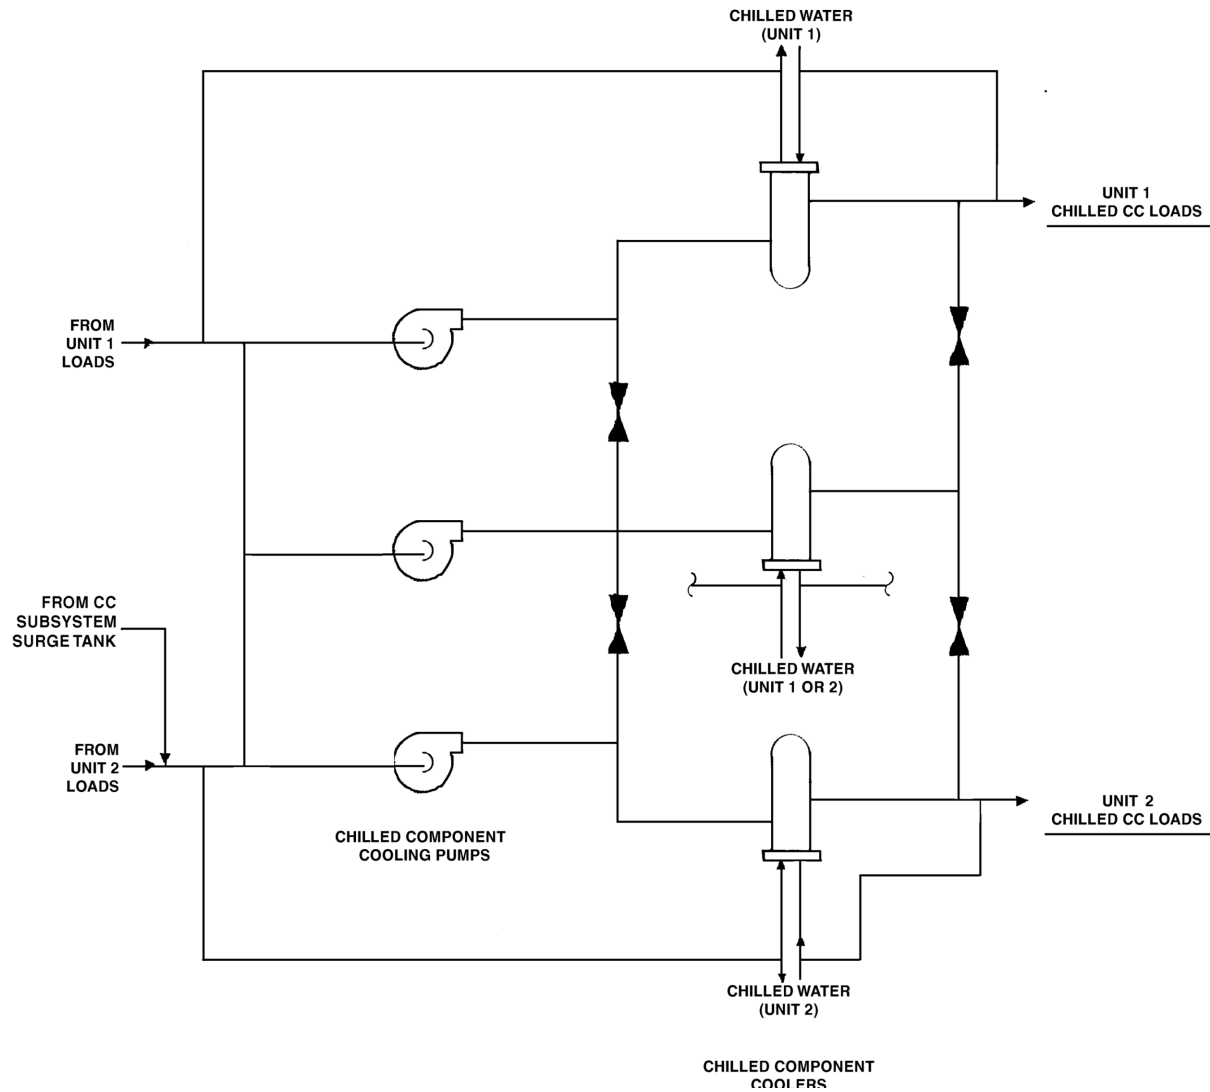 CHILLED WATER
(UNIT 1)
UNIT 1
CHILLED CC LOADS
FROM
UNIT 1
LOADS
FROM CC
SUBSYSTEM
SURGE TANK
CHILLED WATER
(UNIT 1 OR 2)
FROM
UNIT 2
LOADS
UNIT 2
CHILLED CC LOADS
CHILLED COMPONENT
COOLING PUMPS
CHILLED WATER
(UNIT 2)
CHILLED COMPONENT
COOLERS